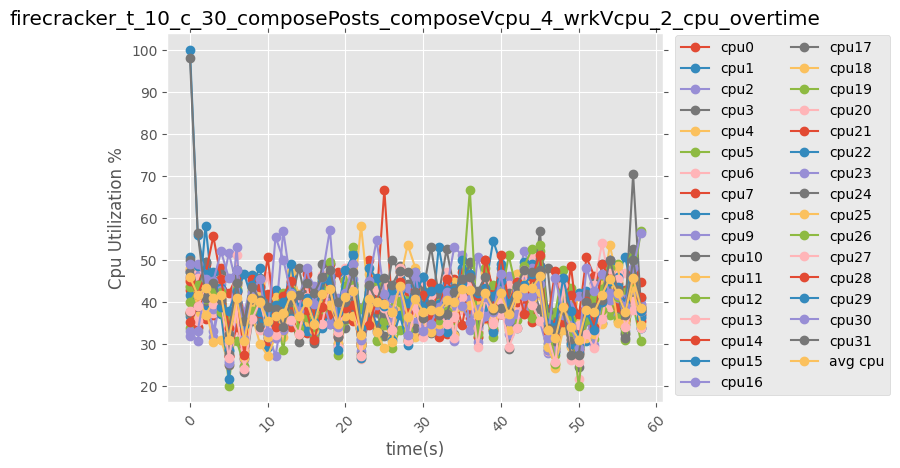 firecracker_t_10_c_30_composePosts_composeVcpu_4_wrkVcpu_2_cpu_overtime
Cpu Utilization %
100
90
80
70
60
50
40
30
20
0
10
20
30
40
50
60
time(s)
cpu0
cpu1
cpu2
cpu3
cpu4
cpu5
cpu6
cpu7
cpu8
cpu9
cpu10
cpu11
cpu12
cpu13
cpu14
cpu15
cpu16
cpu17
cpu18
cpu19
cpu20
cpu21
cpu22
cpu23
cpu24
cpu25
cpu26
cpu27
cpu28
cpu29
cpu30
cpu31
avg cpu